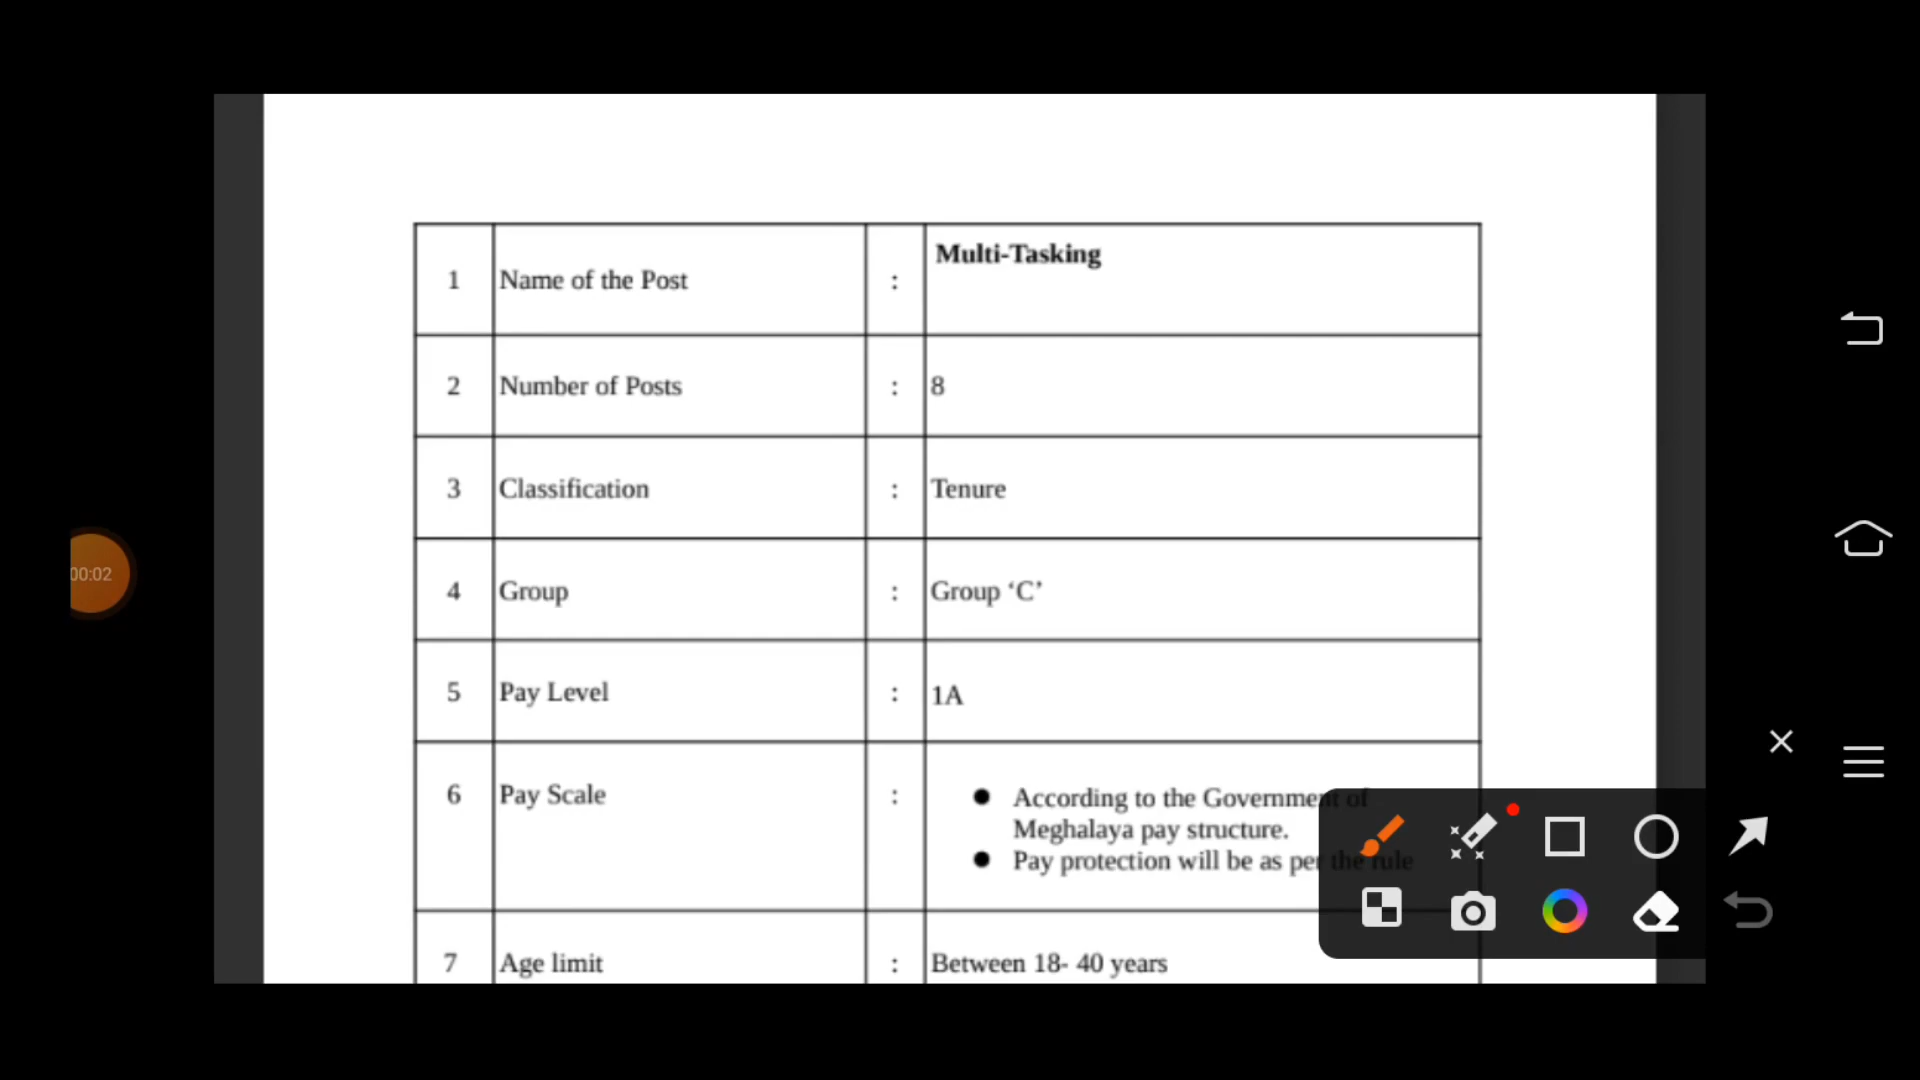 1 Name of the Post : Multi-Tasking
2 Number of Posts : 8
3 Classification : Tenure
4 Group : Group ‘C’
5 Pay Level : 1A
6 Pay Scale : ● According to the Government of
Meghalaya pay structure.
● Pay protection will be as per the rule
7 Age limit : Between 18- 40 years
00:02